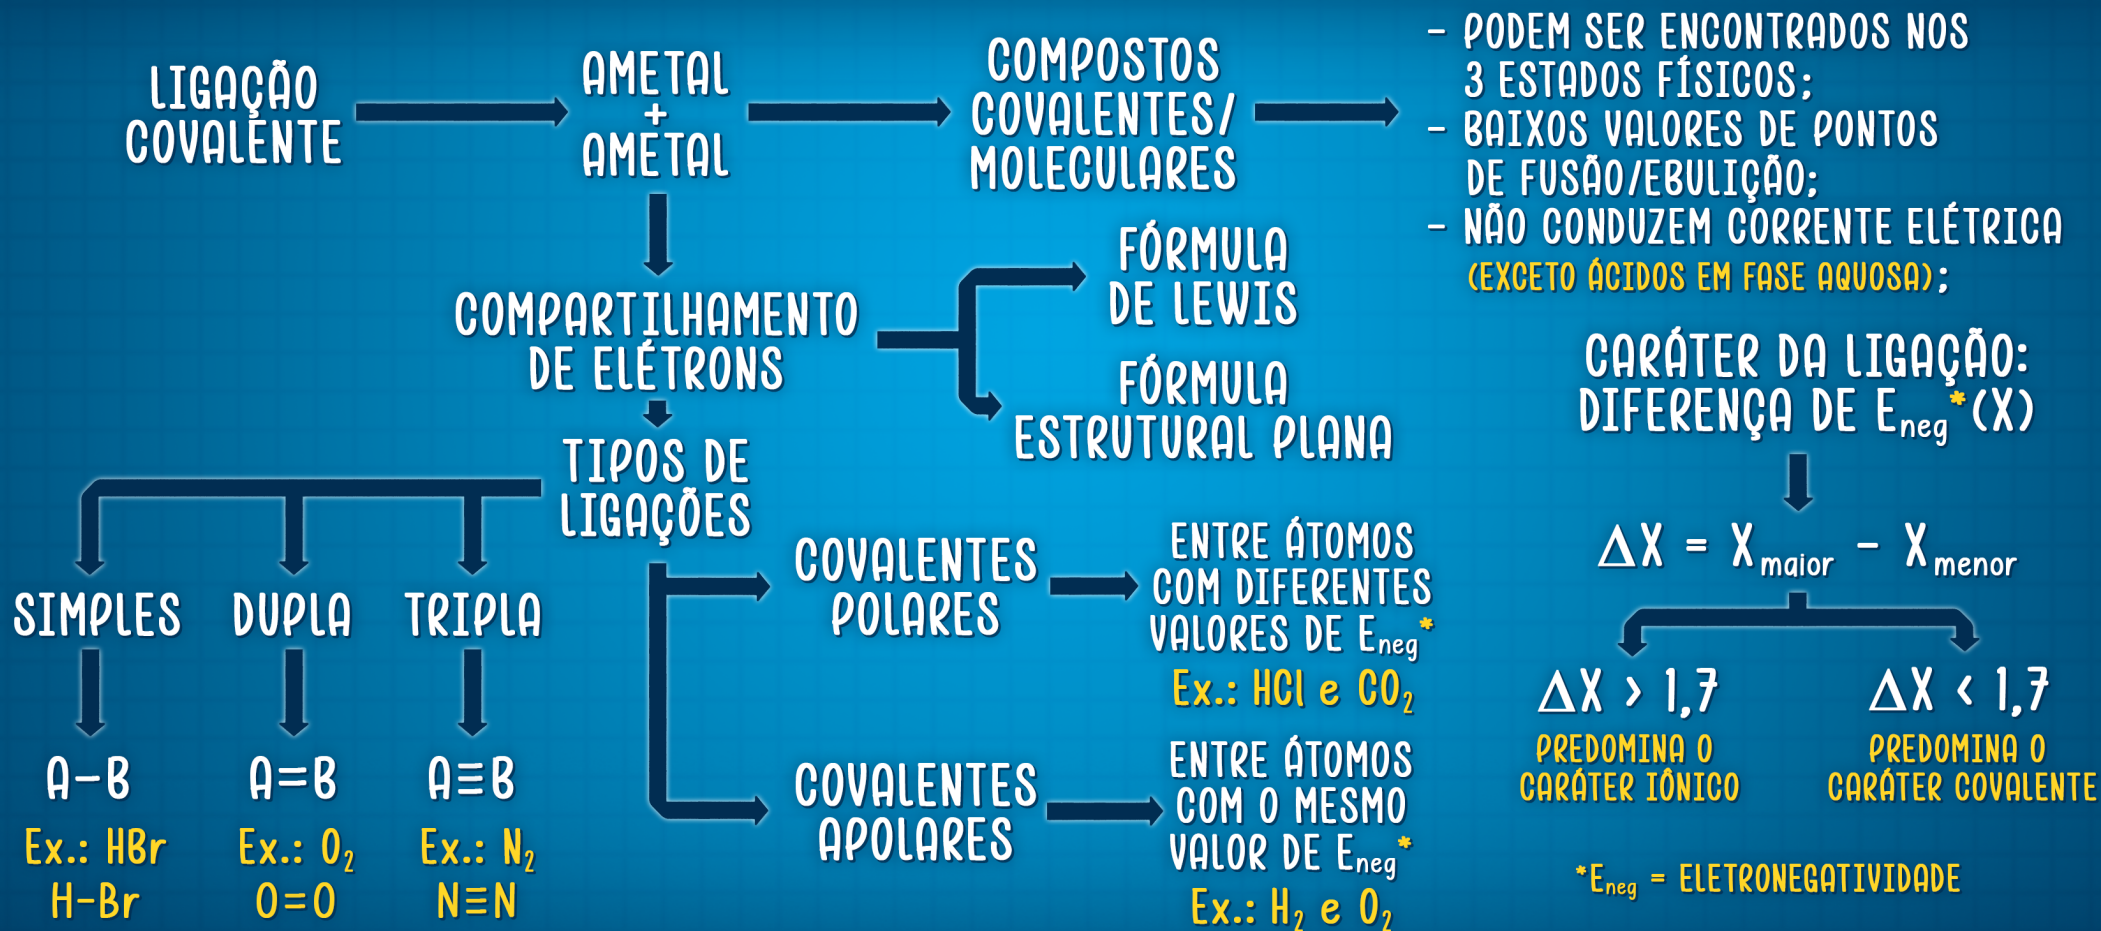 LIGAÇÃO
COVALENTE
AMETAL
+
AMETAL
COMPOSTOS
COVALENTES/
MOLECULARES
- PODEM SER ENCONTRADOS NOS
3 ESTADOS FÍSICOS;
- BAIXOS VALORES DE PONTOS
DE FUSÃO/EBULIÇÃO;
- NÃO CONDUZEM CORRENTE ELÉTRICA
(EXCETO ÁCIDOS EM FASE AQUOSA);
COMPARTILHAMENTO
DE ELÉTRONS
FÓRMULA
DE LEWIS
FÓRMULA
ESTRUTURAL PLANA
TIPOS DE
LIGAÇÕES
SIMPLES
A-B
Ex.: HBr
H-Br
DUPLA
A=B
Ex.: O₂
O=O
TRIPLA
A≡B
Ex.: N₂
N≡N
COVALENTES
POLARES
ENTRE ÁTOMOS
COM DIFERENTES
VALORES DE Eneg*
Ex.: HCl e CO₂
COVALENTES
APOLARES
ENTRE ÁTOMOS
COM O MESMO
VALOR DE Eneg*
Ex.: H₂ e O₂
CARÁTER DA LIGAÇÃO:
DIFERENÇA DE Eneg*(X)
ΔX = Xmaior - Xmenor
ΔX > 1,7
PREDOMINA O
CARÁTER IÔNICO
ΔX < 1,7
PREDOMINA O
CARÁTER COVALENTE
*Eneg = ELETRONEGATIVIDADE